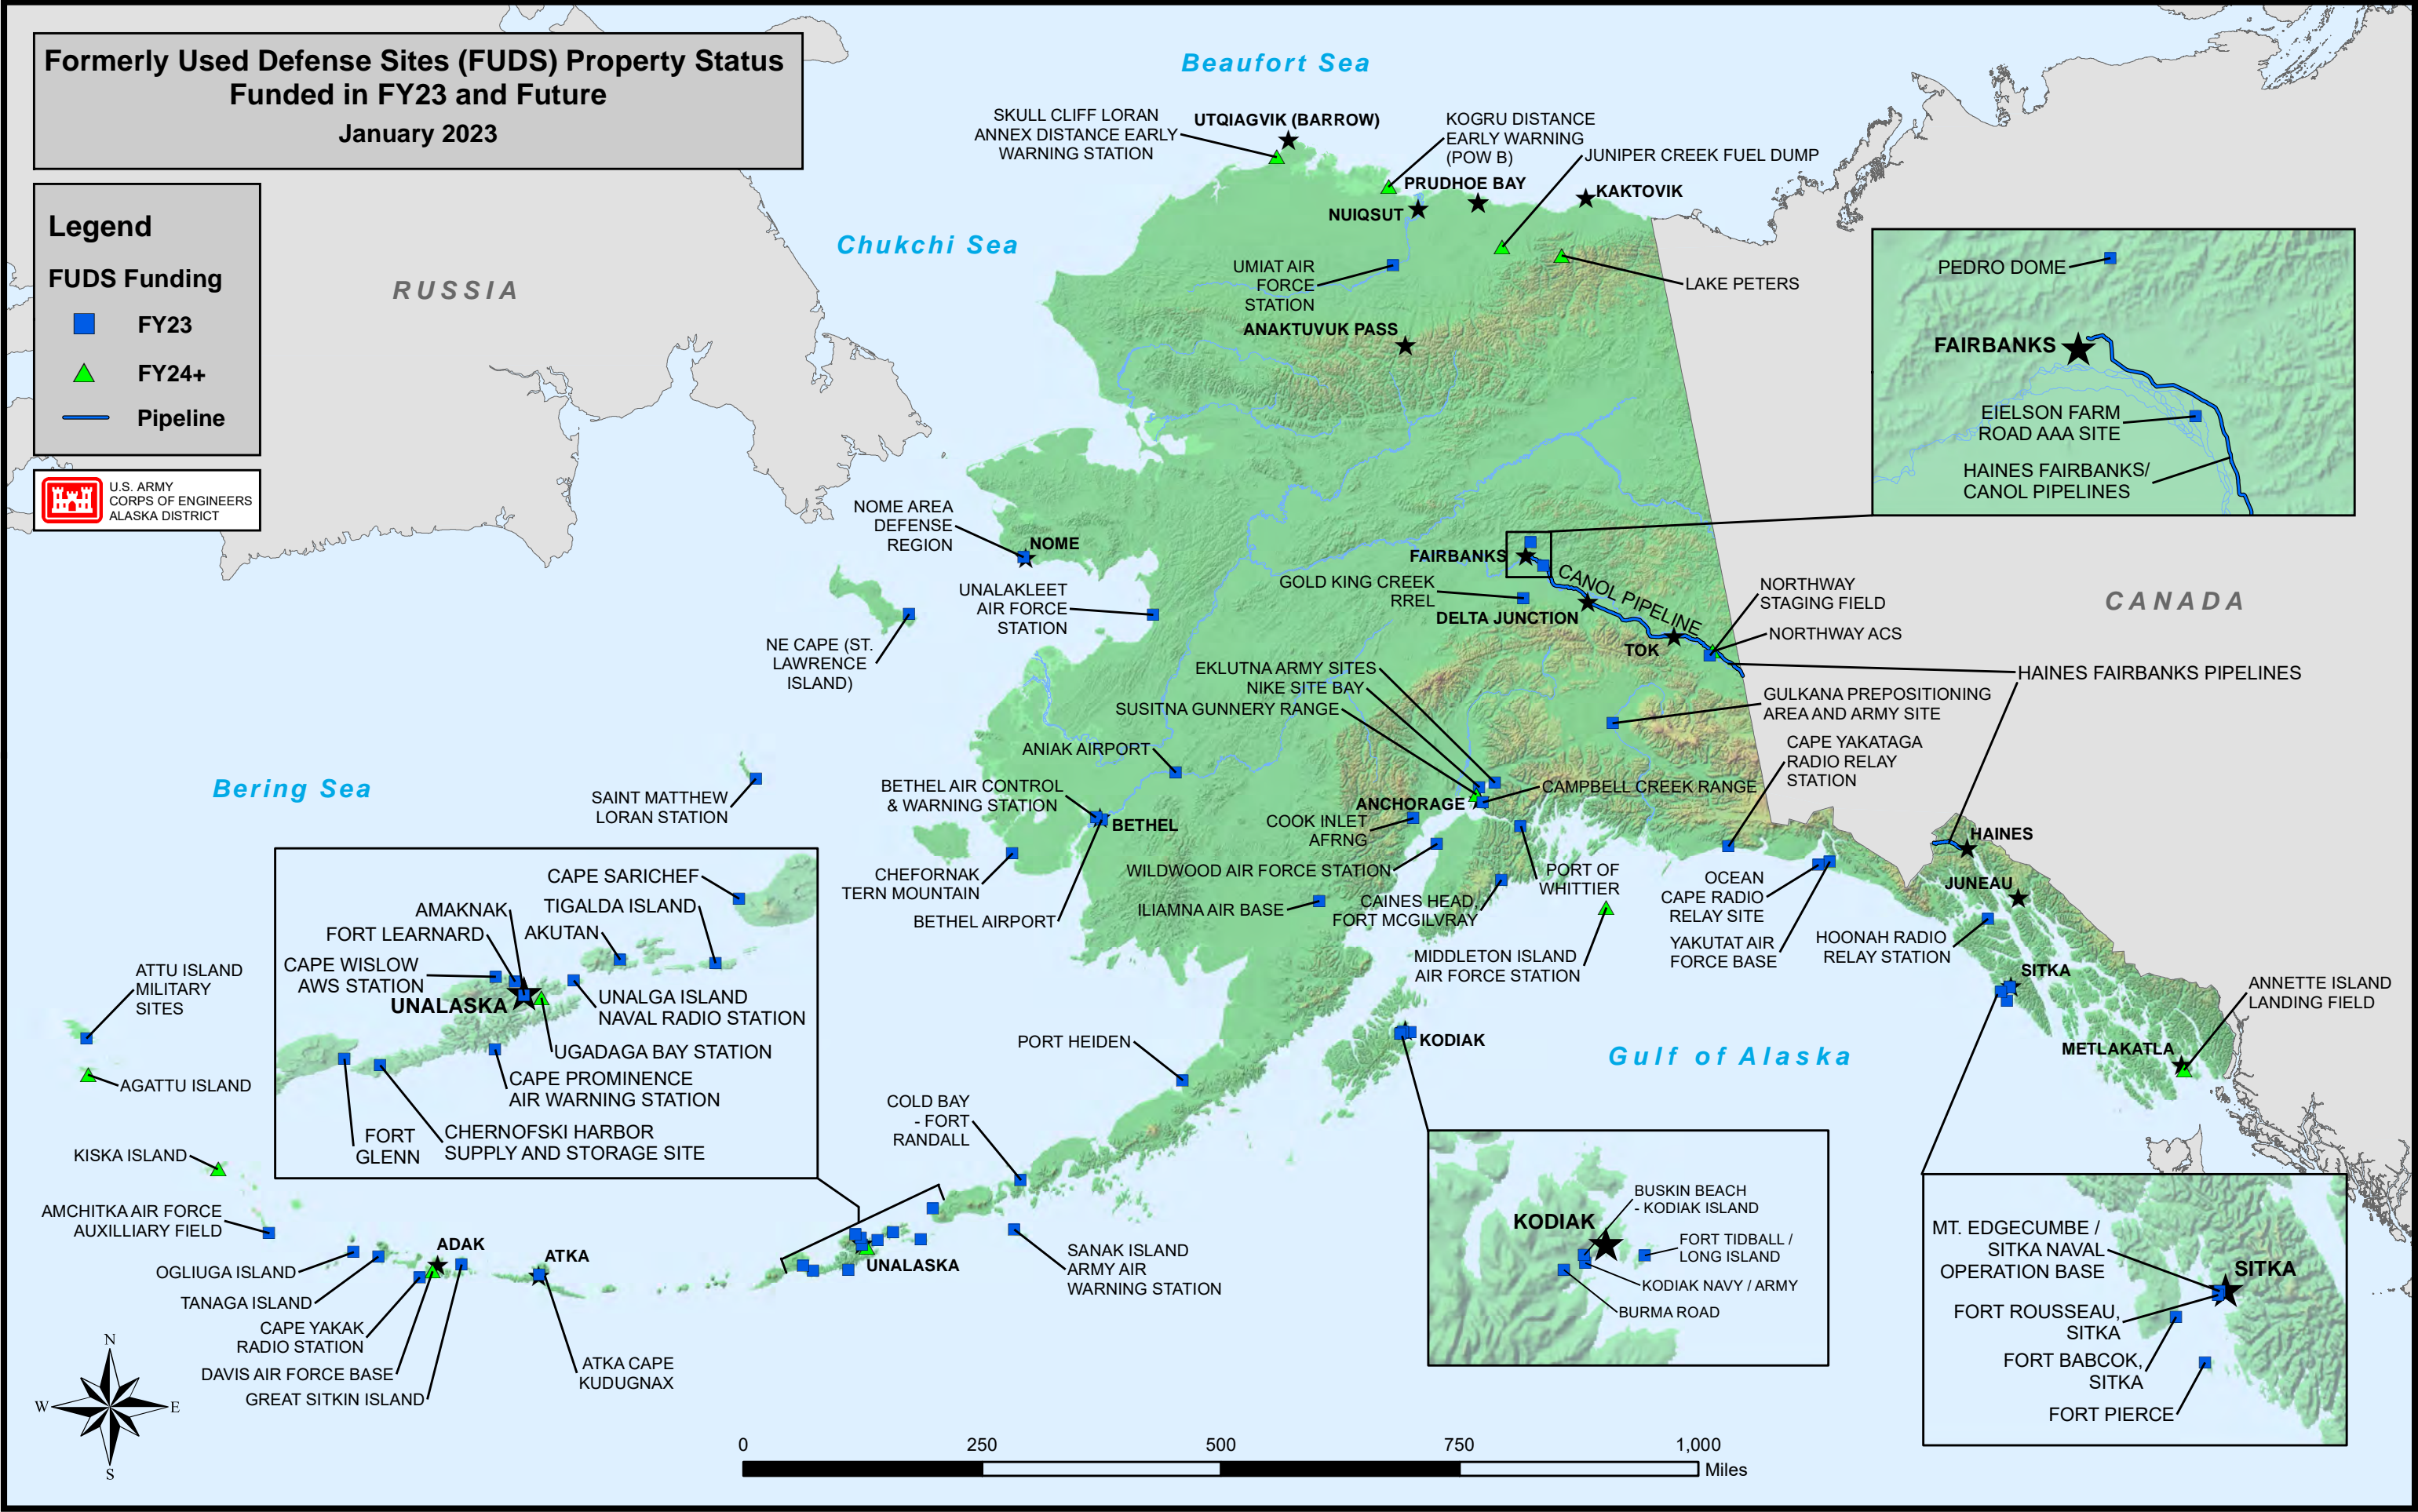 Formerly Used Defense Sites (FUDS) Property Status
Funded in FY23 and Future
January 2023
Legend
FUDS Funding
FY23
FY24+
Pipeline
U.S. ARMY
CORPS OF ENGINEERS
ALASKA DISTRICT
RUSSIA
Beaufort Sea
Chukchi Sea
SKULL CLIFF LORAN
ANNEX DISTANCE EARLY
WARNING STATION
UTQIAGVIK (BARROW)
KOGRU DISTANCE
EARLY WARNING
(POW B)
JUNIPER CREEK FUEL DUMP
PRUDHOE BAY
KAKTOVIK
NUIQSUT
UMIAT AIR
FORCE
STATION
LAKE PETERS
ANAKTUVUK PASS
PEDRO DOME
FAIRBANKS
EIELSON FARM
ROAD AAA SITE
HAINES FAIRBANKS/
CANOL PIPELINES
NOME AREA
DEFENSE
REGION
NOME
UNALAKLEET
AIR FORCE
STATION
NE CAPE (ST.
LAWRENCE
ISLAND)
FAIRBANKS
GOLD KING CREEK
RREL
CANOL PIPELINE
DELTA JUNCTION
TOK
NORTHWAY
STAGING FIELD
NORTHWAY ACS
CANADA
HAINES FAIRBANKS PIPELINES
EKLUTNA ARMY SITES
NIKE SITE BAY
SUSITNA GUNNERY RANGE
GULKANA PREPOSITIONING
AREA AND ARMY SITE
CAPE YAKATAGA
RADIO RELAY
STATION
ANIAK AIRPORT
Bering Sea
SAINT MATTHEW
LORAN STATION
BETHEL AIR CONTROL
& WARNING STATION
BETHEL
CHEFORNAK
TERN MOUNTAIN
BETHEL AIRPORT
ANCHORAGE
CAMPBELL CREEK RANGE
COOK INLET
AFRNG
WILDWOOD AIR FORCE STATION
ILIAMNA AIR BASE
CAINES HEAD,
FORT MCGILVRAY
PORT OF
WHITTIER
MIDDLETON ISLAND
AIR FORCE STATION
OCEAN
CAPE RADIO
RELAY SITE
YAKUTAT AIR
FORCE BASE
HAINES
JUNEAU
HOONAH RADIO
RELAY STATION
SITKA
ANNETTE ISLAND
LANDING FIELD
METLAKATLA
Gulf of Alaska
CAPE SARICHEF
TIGALDA ISLAND
AMAKNAK
AKUTAN
FORT LEARNARD
CAPE WISLOW
AWS STATION
UNALASKA
UNALGA ISLAND
NAVAL RADIO STATION
UGADAGA BAY STATION
CAPE PROMINENCE
AIR WARNING STATION
FORT
GLENN
CHERNOFSKI HARBOR
SUPPLY AND STORAGE SITE
ATTU ISLAND
MILITARY
SITES
AGATTU ISLAND
KISKA ISLAND
AMCHITKA AIR FORCE
AUXILLIARY FIELD
OGLIUGA ISLAND
TANAGA ISLAND
CAPE YAKAK
RADIO STATION
DAVIS AIR FORCE BASE
GREAT SITKIN ISLAND
ADAK
ATKA
ATKA CAPE
KUDUGNAX
UNALASKA
PORT HEIDEN
COLD BAY
- FORT
RANDALL
SANAK ISLAND
ARMY AIR
WARNING STATION
KODIAK
BUSKIN BEACH
- KODIAK ISLAND
KODIAK
FORT TIDBALL /
LONG ISLAND
KODIAK NAVY / ARMY
BURMA ROAD
MT. EDGECUMBE /
SITKA NAVAL
OPERATION BASE
SITKA
FORT ROUSSEAU,
SITKA
FORT BABCOK,
SITKA
FORT PIERCE
N
W
E
S
0 250 500 750 1,000
Miles